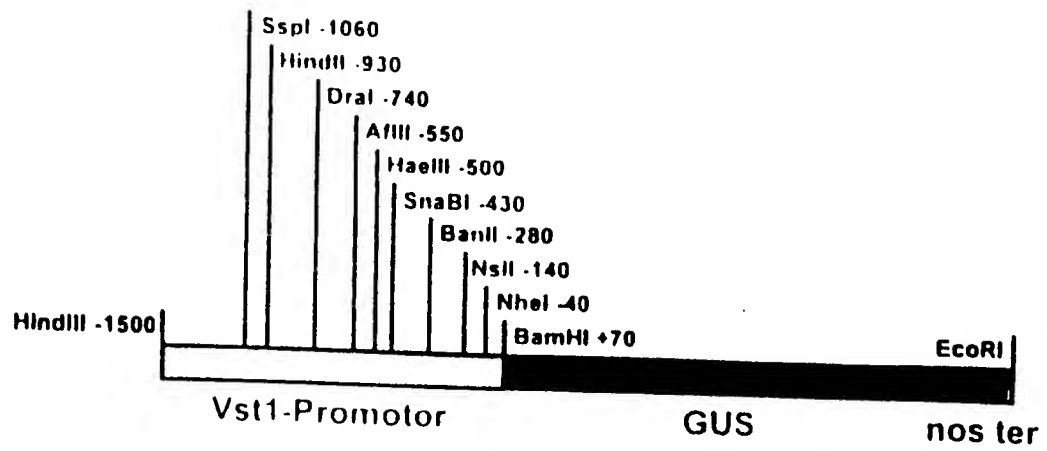 SspI -1060
HindII -930
DraI -740
AflII -550
HaeIII -500
SnaBI -430
BanII -280
NsiI -140
NheI -40
HindIII -1500
BamHI +70
EcoRI
Vst1-Promotor
GUS
nos ter